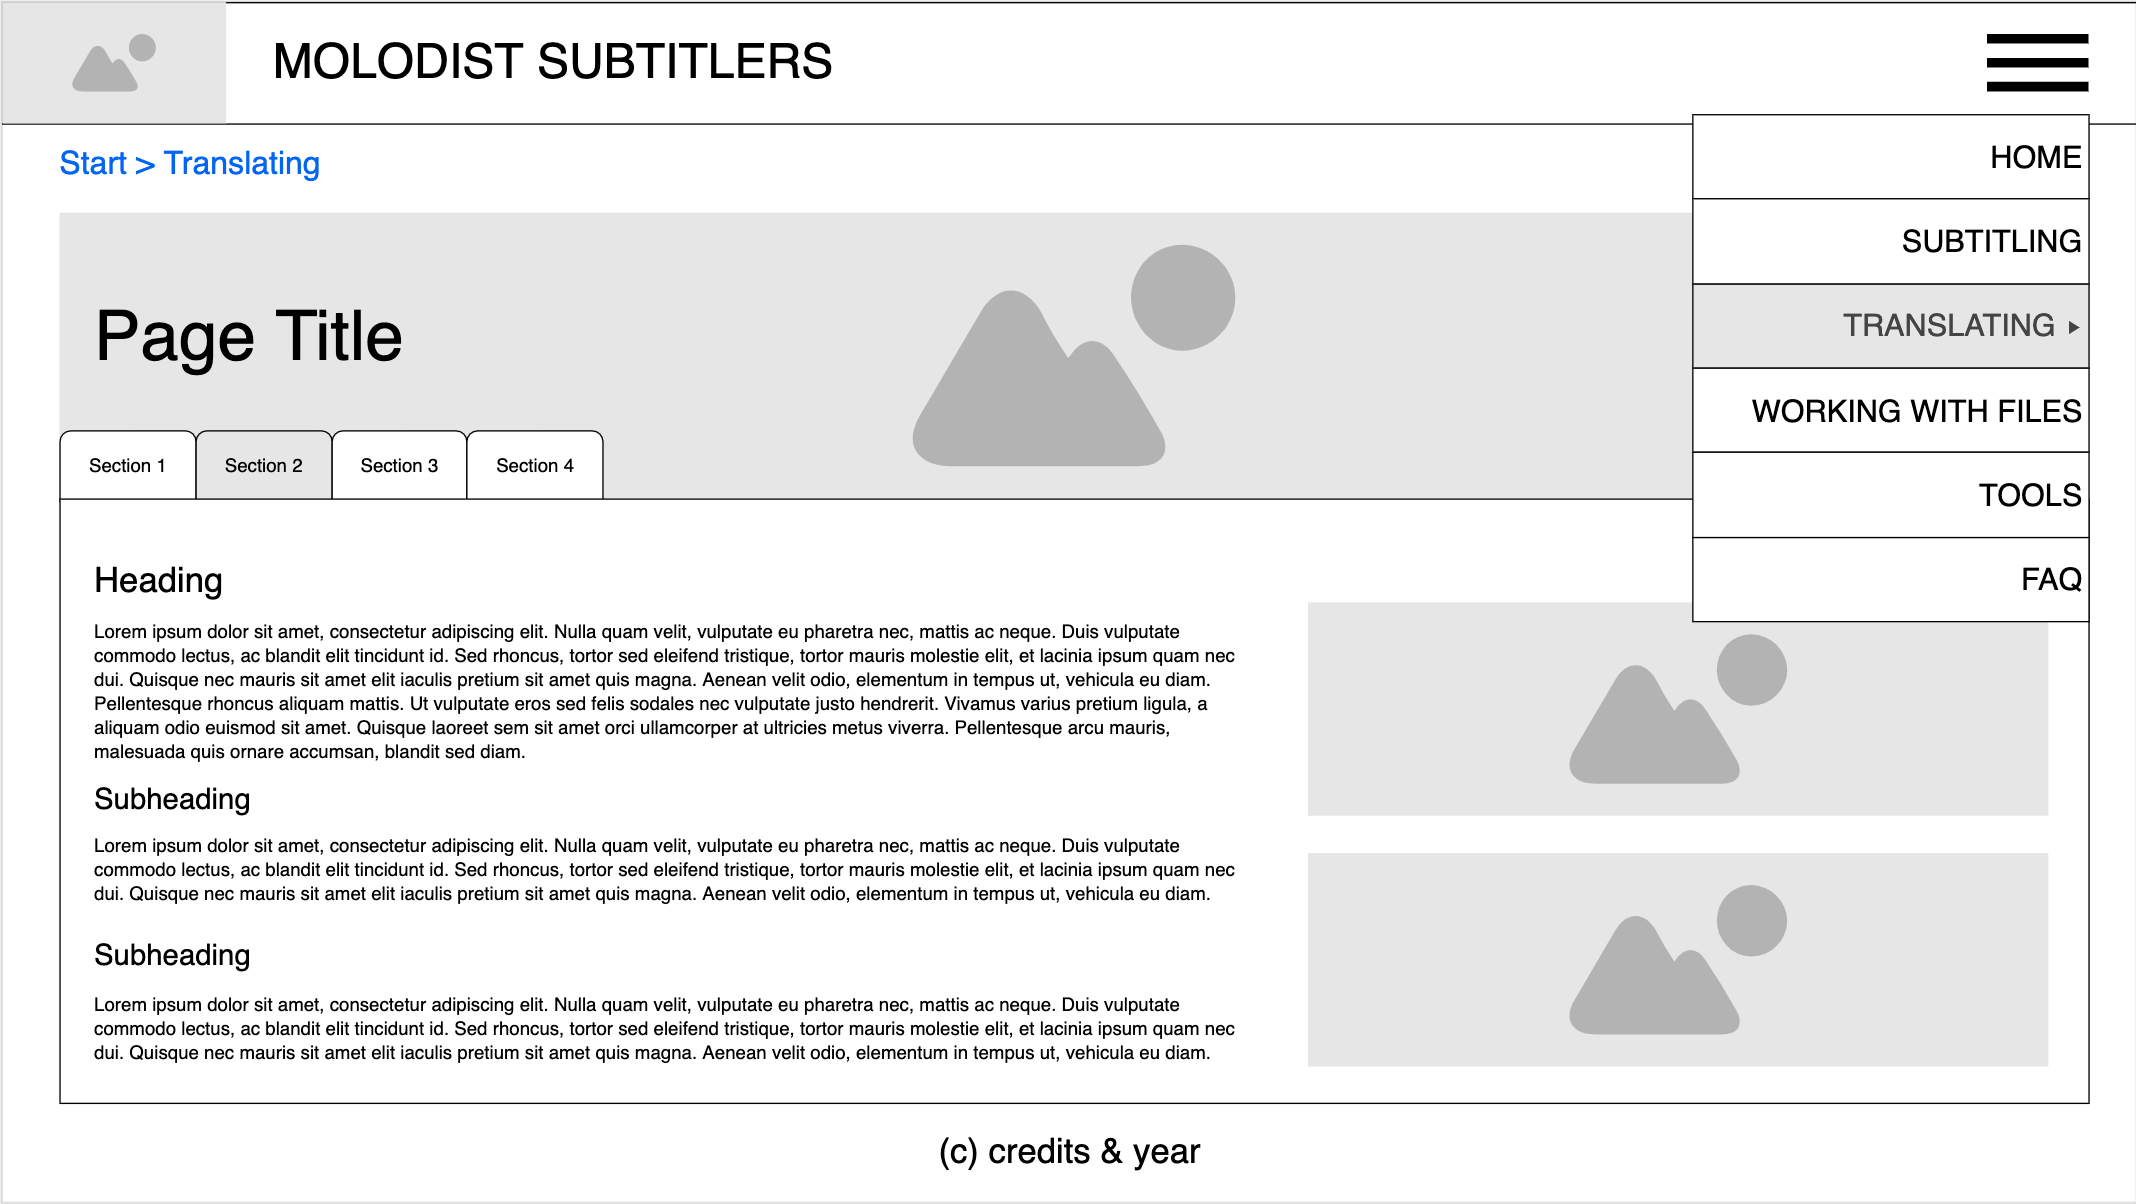 MOLODIST SUBTITLERS
Start > Translating
HOME
SUBTITLING
TRANSLATING ▸
WORKING WITH FILES
TOOLS
FAQ
Page Title
Section 1
Section 2
Section 3
Section 4
Heading
Lorem ipsum dolor sit amet, consectetur adipiscing elit. Nulla quam velit, vulputate eu pharetra nec, mattis ac neque. Duis vulputate
commodo lectus, ac blandit elit tincidunt id. Sed rhoncus, tortor sed eleifend tristique, tortor mauris molestie elit, et lacinia ipsum quam nec
dui. Quisque nec mauris sit amet elit iaculis pretium sit amet quis magna. Aenean velit odio, elementum in tempus ut, vehicula eu diam.
Pellentesque rhoncus aliquam mattis. Ut vulputate eros sed felis sodales nec vulputate justo hendrerit. Vivamus varius pretium ligula, a
aliquam odio euismod sit amet. Quisque laoreet sem sit amet orci ullamcorper at ultricies metus viverra. Pellentesque arcu mauris,
malesuada quis ornare accumsan, blandit sed diam.
Subheading
Lorem ipsum dolor sit amet, consectetur adipiscing elit. Nulla quam velit, vulputate eu pharetra nec, mattis ac neque. Duis vulputate
commodo lectus, ac blandit elit tincidunt id. Sed rhoncus, tortor sed eleifend tristique, tortor mauris molestie elit, et lacinia ipsum quam nec
dui. Quisque nec mauris sit amet elit iaculis pretium sit amet quis magna. Aenean velit odio, elementum in tempus ut, vehicula eu diam.
Subheading
Lorem ipsum dolor sit amet, consectetur adipiscing elit. Nulla quam velit, vulputate eu pharetra nec, mattis ac neque. Duis vulputate
commodo lectus, ac blandit elit tincidunt id. Sed rhoncus, tortor sed eleifend tristique, tortor mauris molestie elit, et lacinia ipsum quam nec
dui. Quisque nec mauris sit amet elit iaculis pretium sit amet quis magna. Aenean velit odio, elementum in tempus ut, vehicula eu diam.
(c) credits & year